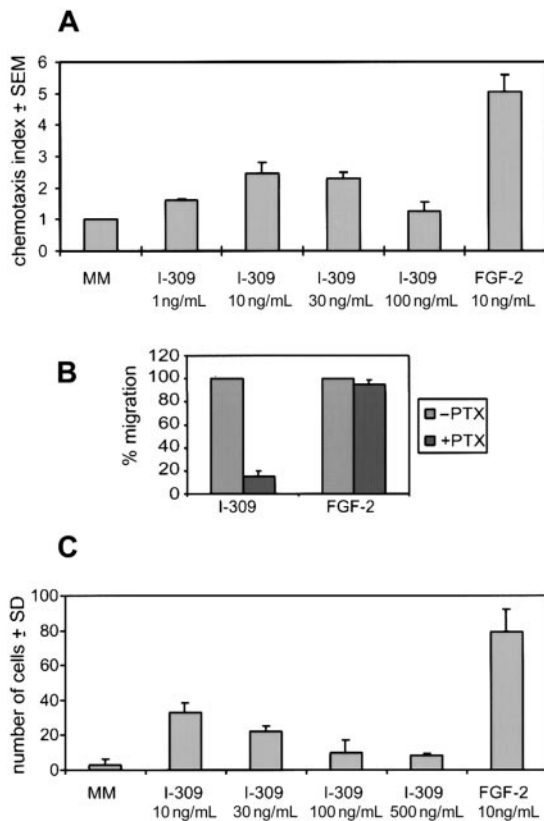 A
chemotaxis index ± SEM
6
5
4
3
2
1
0
MM I-309 I-309 I-309 I-309 FGF-2
1ng/mL 10 ng/mL 30 ng/mL 100 ng/mL 10 ng/mL
B
% migration
100
80
60
40
20
0
I-309 FGF-2
–PTX
+PTX
C
number of cells ± SD
100
80
60
40
20
0
MM I-309 I-309 I-309 I-309 FGF-2
10 ng/mL 30 ng/mL 100 ng/mL 500 ng/mL 10ng/mL